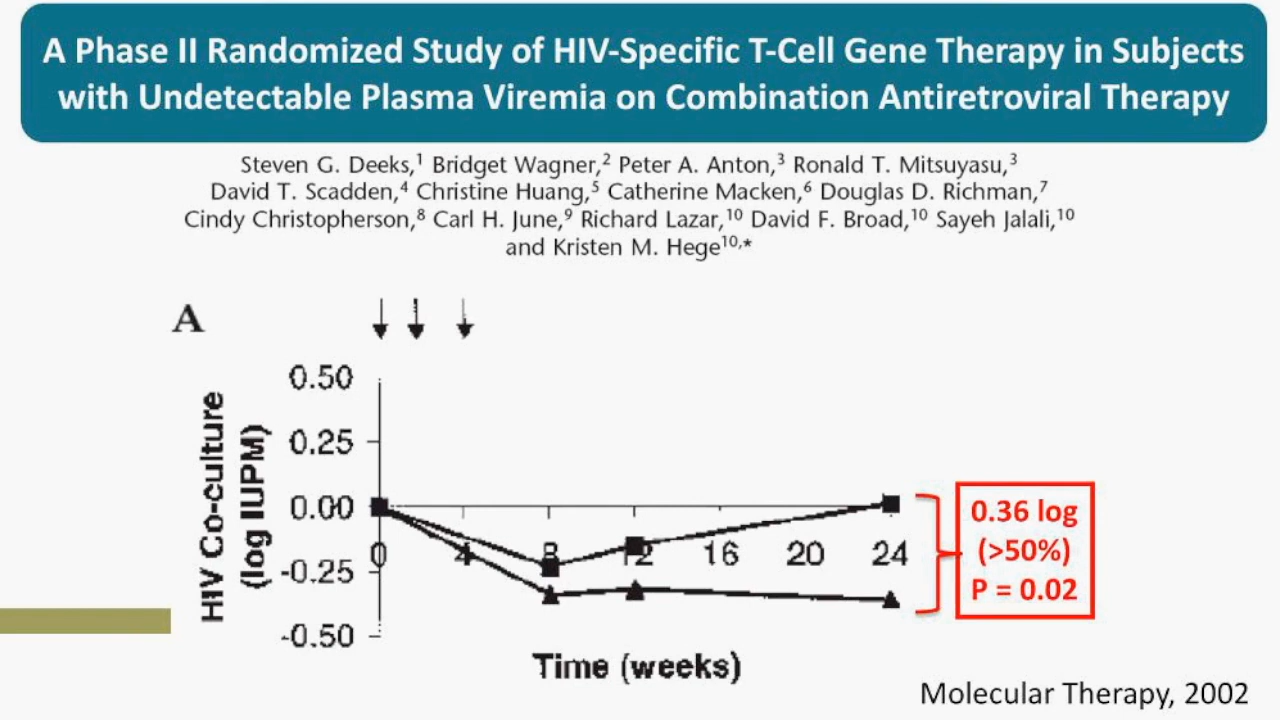 A Phase II Randomized Study of HIV-Specific T-Cell Gene Therapy in Subjects
with Undetectable Plasma Viremia on Combination Antiretroviral Therapy
Steven G. Deeks,¹ Bridget Wagner,² Peter A. Anton,³ Ronald T. Mitsuyasu,³
David T. Scadden,⁴ Christine Huang,⁵ Catherine Macken,⁶ Douglas D. Richman,⁷
Cindy Christopherson,⁸ Carl H. June,⁹ Richard Lazar,¹⁰ David F. Broad,¹⁰ Sayeh Jalali,¹⁰
and Kristen M. Hege¹⁰,*
A
HIV Co-culture
(log IUPM)
0.50
0.25
0.00
-0.25
-0.50
0 4 8 12 16 20 24
Time (weeks)
0.36 log
(>50%)
P = 0.02
Molecular Therapy, 2002